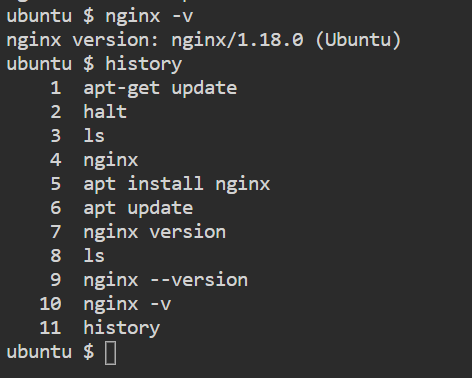 ubuntu $ nginx -v
nginx version: nginx/1.18.0 (Ubuntu)
ubuntu $ history
    1  apt-get update
    2  halt
    3  ls
    4  nginx
    5  apt install nginx
    6  apt update
    7  nginx version
    8  ls
    9  nginx --version
   10  nginx -v
   11  history
ubuntu $